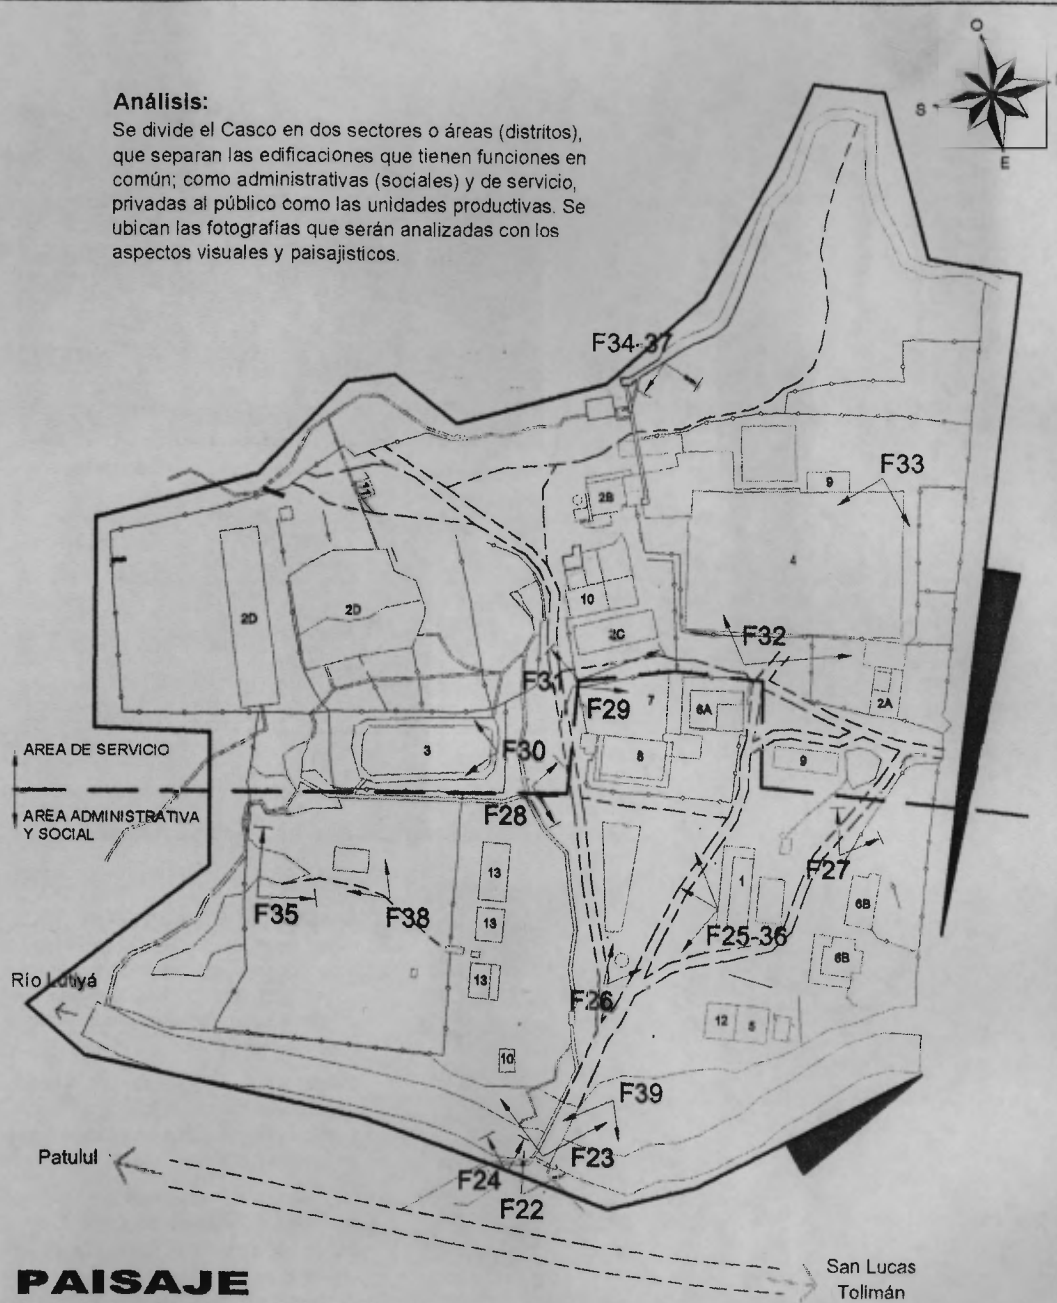 O
S
E
Análisis:
Se divide el Casco en dos sectores o áreas (distritos),
que separan las edificaciones que tienen funciones en
común; como administrativas (sociales) y de servicio,
privadas al público como las unidades productivas. Se
ubican las fotografías que serán analizadas con los
aspectos visuales y paisajisticos.
F34-37
F33
9
2B
11
4
2D
2D
10
2C
F32
F31
F29
7
6A
2A
AREA DE SERVICIO
3
F30
8
9
AREA ADMINISTRATIVA
Y SOCIAL
F28
F27
13
1
F35
F38
13
6B
F25-36
6B
13
Río
F26
12
5
10
F39
Patulul
F23
F24
F22
San Lucas
Tolimán
PAISAJE